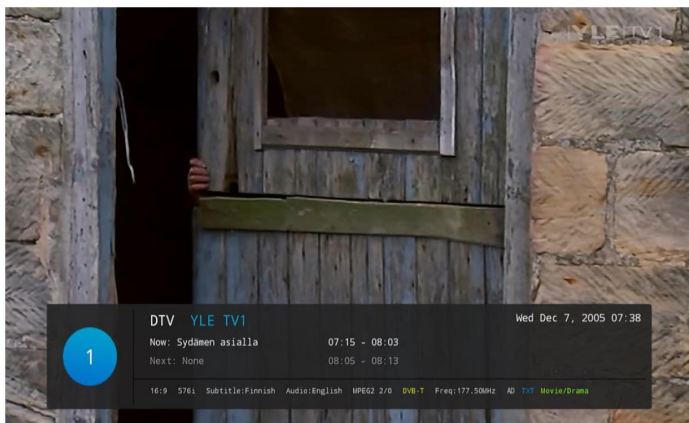 YLE TV1
DTV YLE TV1 Wed Dec 7, 2005 07:38
1
Now: Sydämen asialla 07:15 - 08:03
Next: None 08:05 - 08:13
16:9 576i Subtitle:Finnish Audio:English MPEG2 2/0 DVB-T Freq:177.50MHz AD TXT Movie/Drama